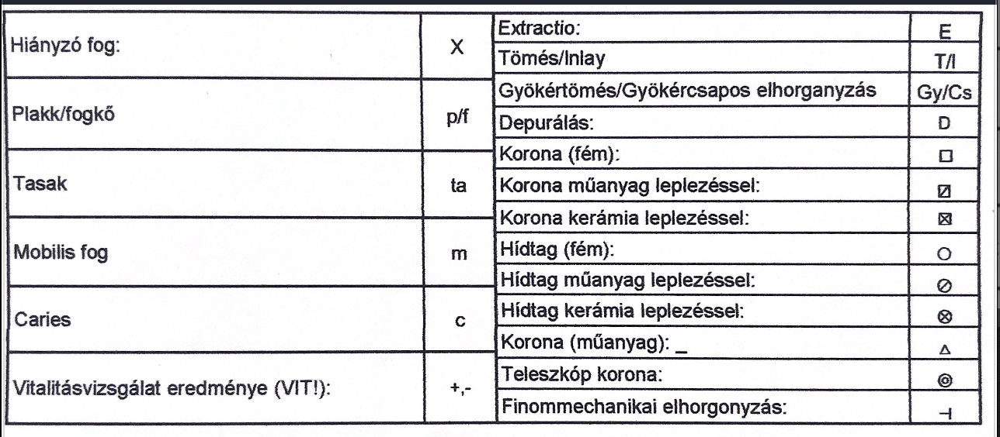 Hiányzó fog: X
Plakk/fogkő p/f
Tasak ta
Mobilis fog m
Caries c
Vitalitásvizsgálat eredménye (VIT!): +,-
Extractio: E
Tömés/Inlay T/I
Gyökértömés/Gyökércsapos elhorganyzás Gy/Cs
Depurálás: D
Korona (fém): □
Korona műanyag leplezéssel: ⍁
Korona kerámia leplezéssel: ⊠
Hídtag (fém): ○
Hídtag műanyag leplezéssel: ⊘
Hídtag kerámia leplezéssel: ⊗
Korona (műanyag): _ △
Teleszkóp korona: ◎
Finommechanikai elhorgonyzás: ⊣